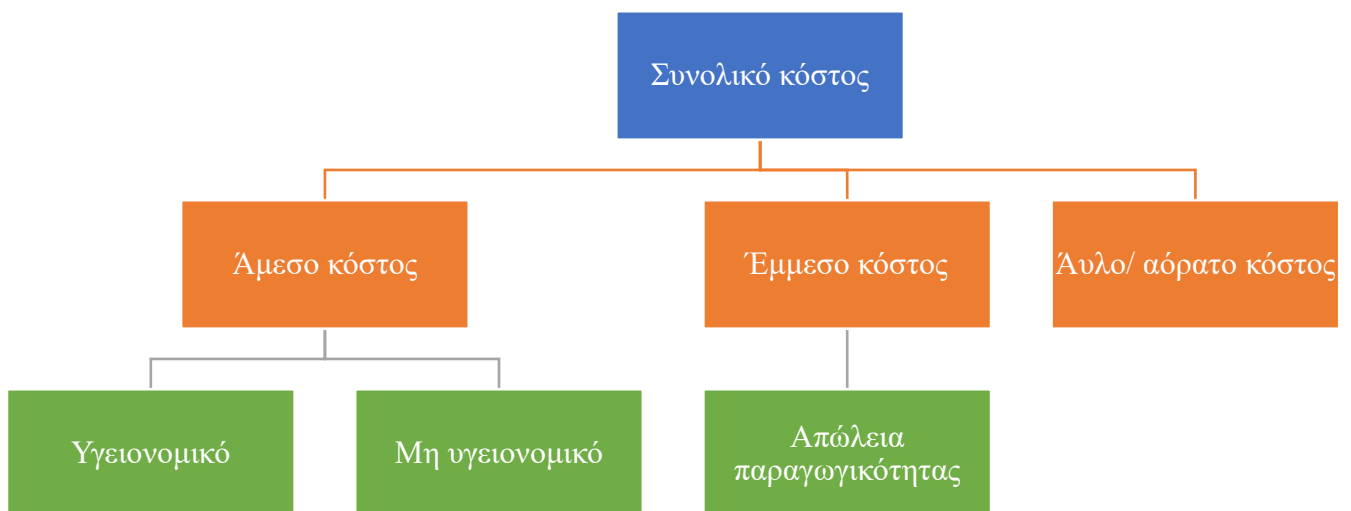 Συνολικό κόστος
Άμεσο κόστος
Έμμεσο κόστος
Άυλο/ αόρατο κόστος
Υγειονομικό
Μη υγειονομικό
Απώλεια
παραγωγικότητας